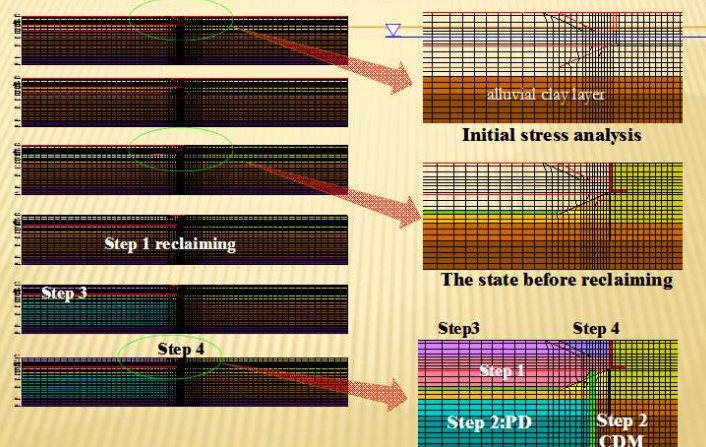 alluvial clay layer
Initial stress analysis
The state before reclaiming
Step 1 reclaiming
Step 3
Step 4
Step3
Step 4
Step 1
Step 2:PD
Step 2
CDM